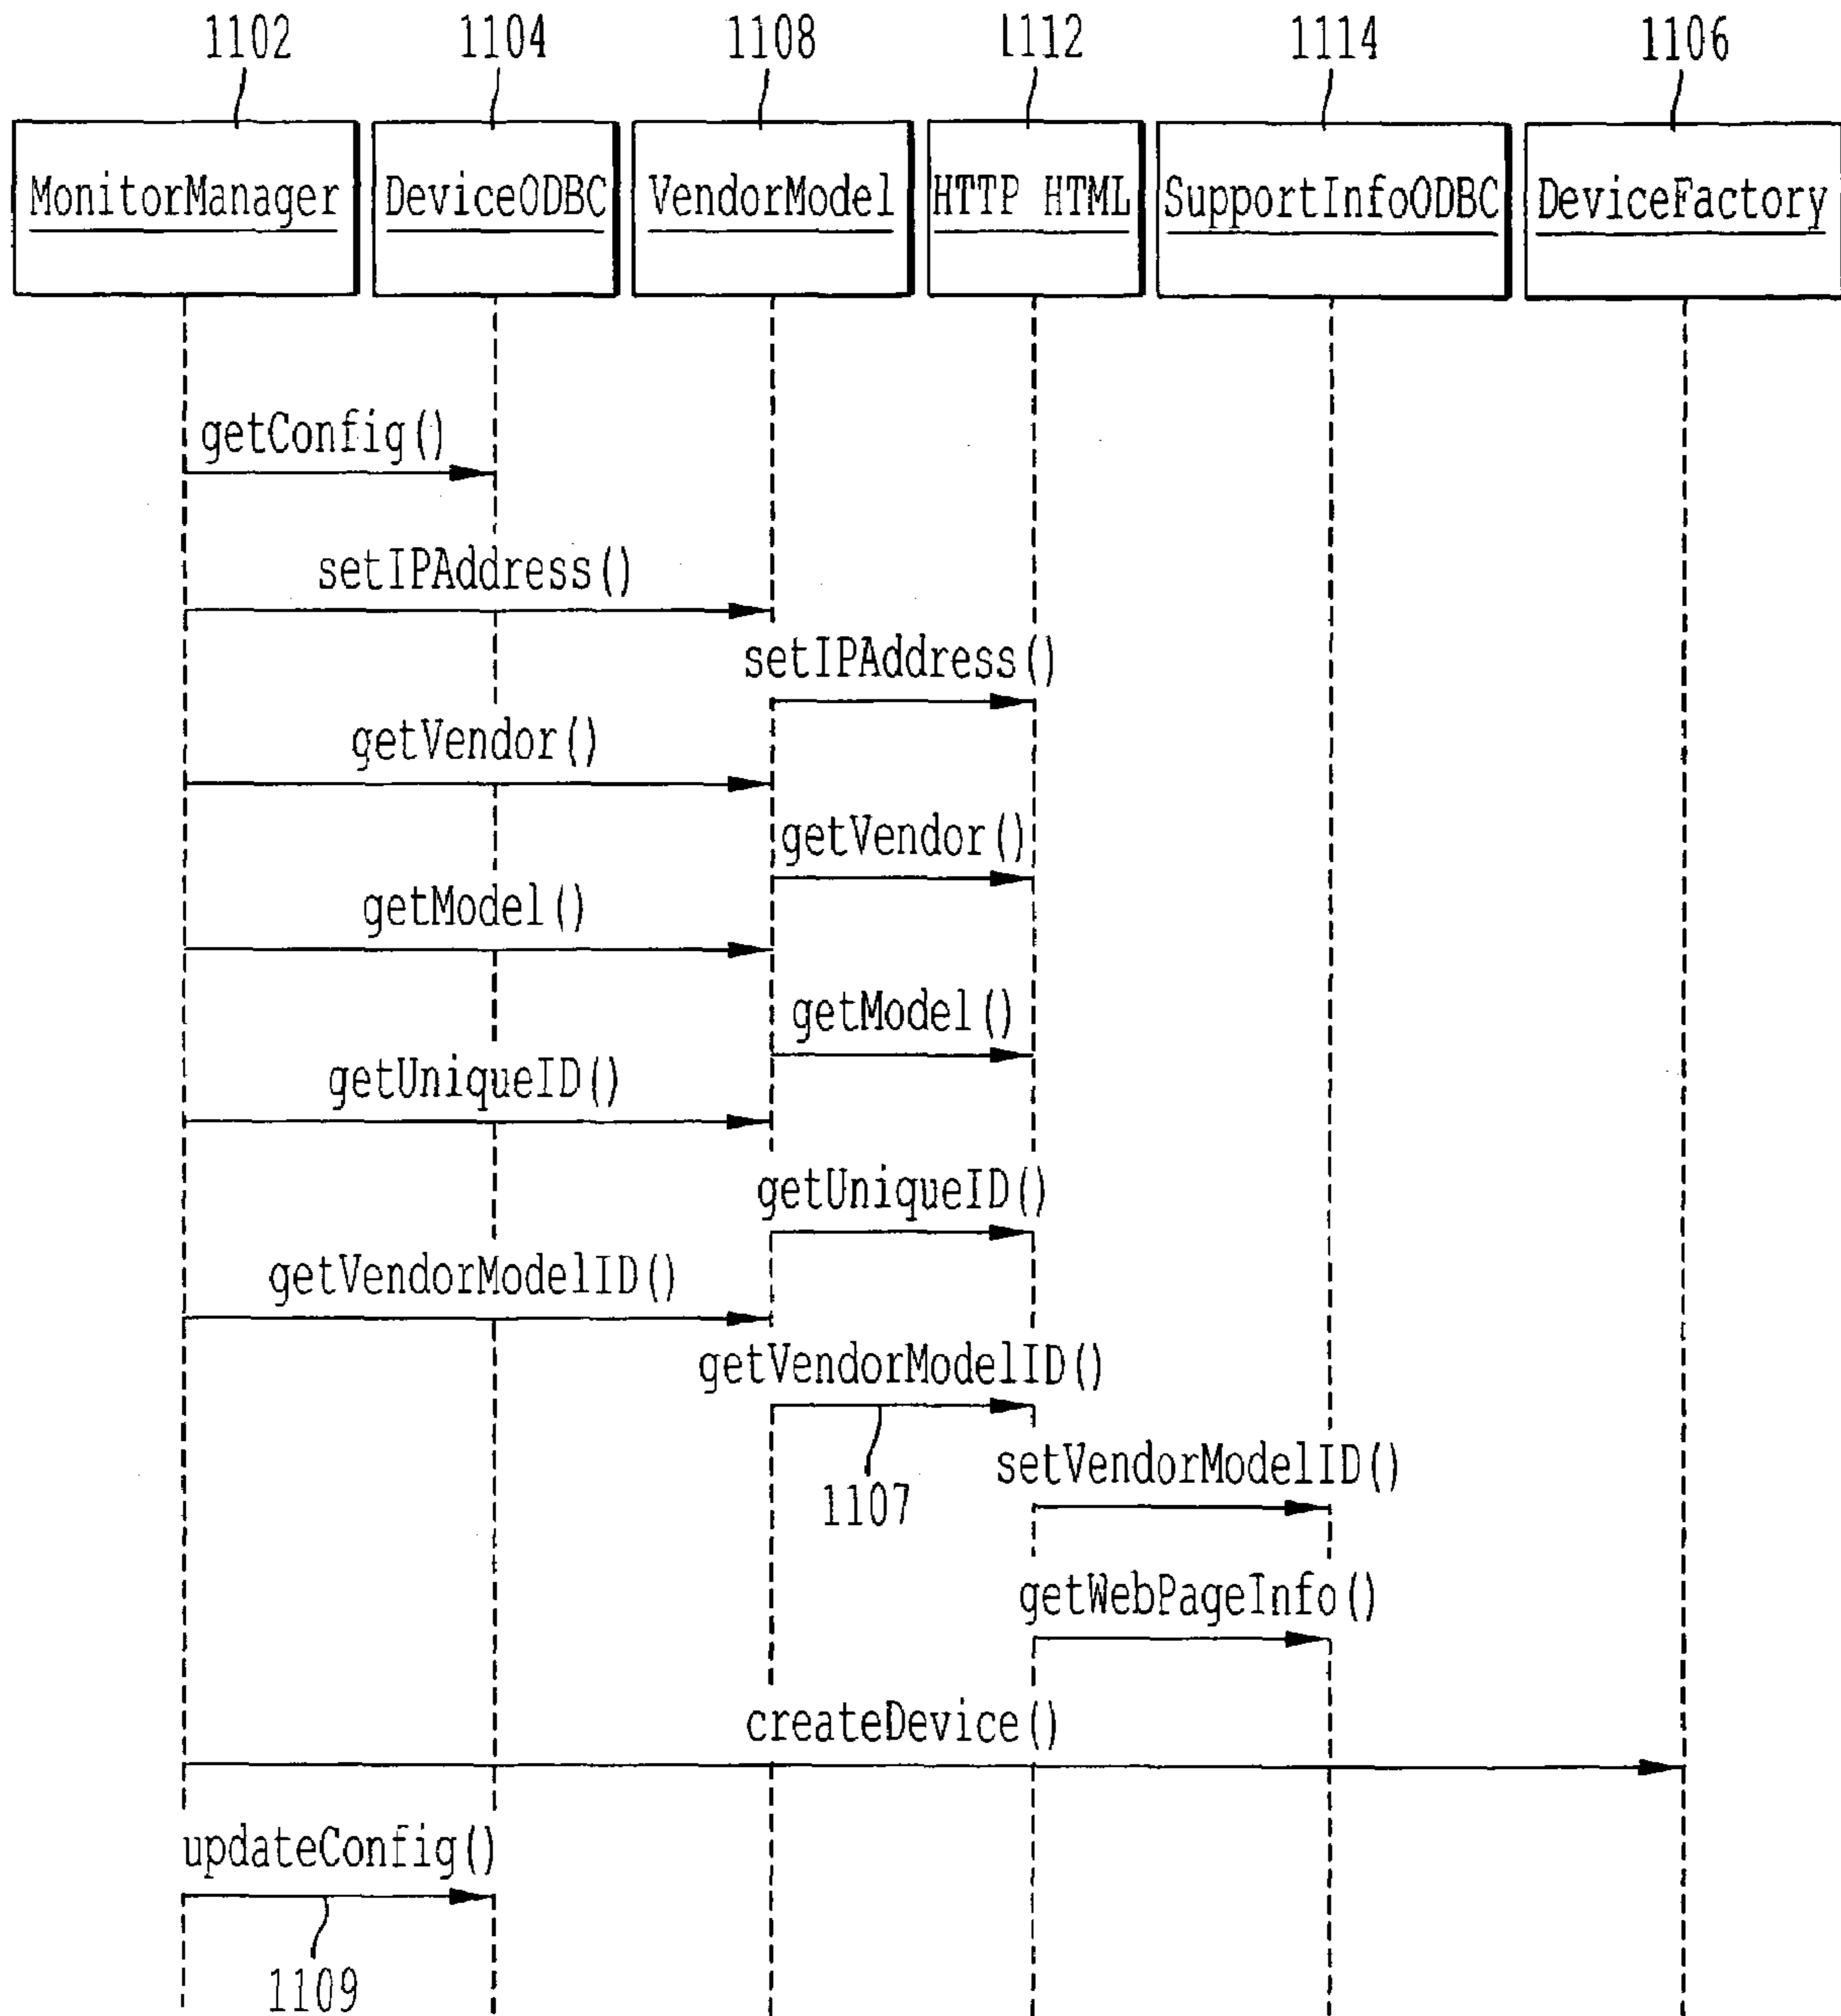 1102 1104 1108 1112 1114 1106
MonitorManager DeviceODBC VendorModel HTTP HTML SupportInfoODBC DeviceFactory
getConfig()
setIPAddress()
setIPAddress()
getVendor()
getVendor()
getModel()
getModel()
getUniqueID()
getUniqueID()
getVendorModelID()
getVendorModelID()
setVendorModelID()
1107
getWebPageInfo()
createDevice()
updateConfig()
1109